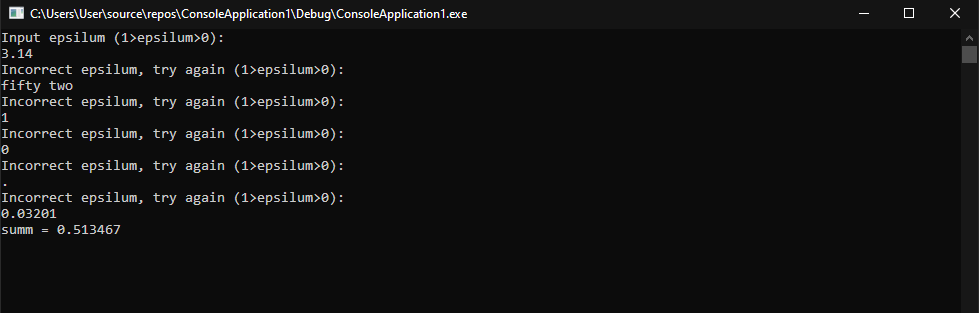 C:\Users\User\source\repos\ConsoleApplication1\Debug\ConsoleApplication1.exe
Input epsilum (1>epsilum>0):
3.14
Incorrect epsilum, try again (1>epsilum>0):
fifty two
Incorrect epsilum, try again (1>epsilum>0):
1
Incorrect epsilum, try again (1>epsilum>0):
0
Incorrect epsilum, try again (1>epsilum>0):
.
Incorrect epsilum, try again (1>epsilum>0):
0.03201
summ = 0.513467